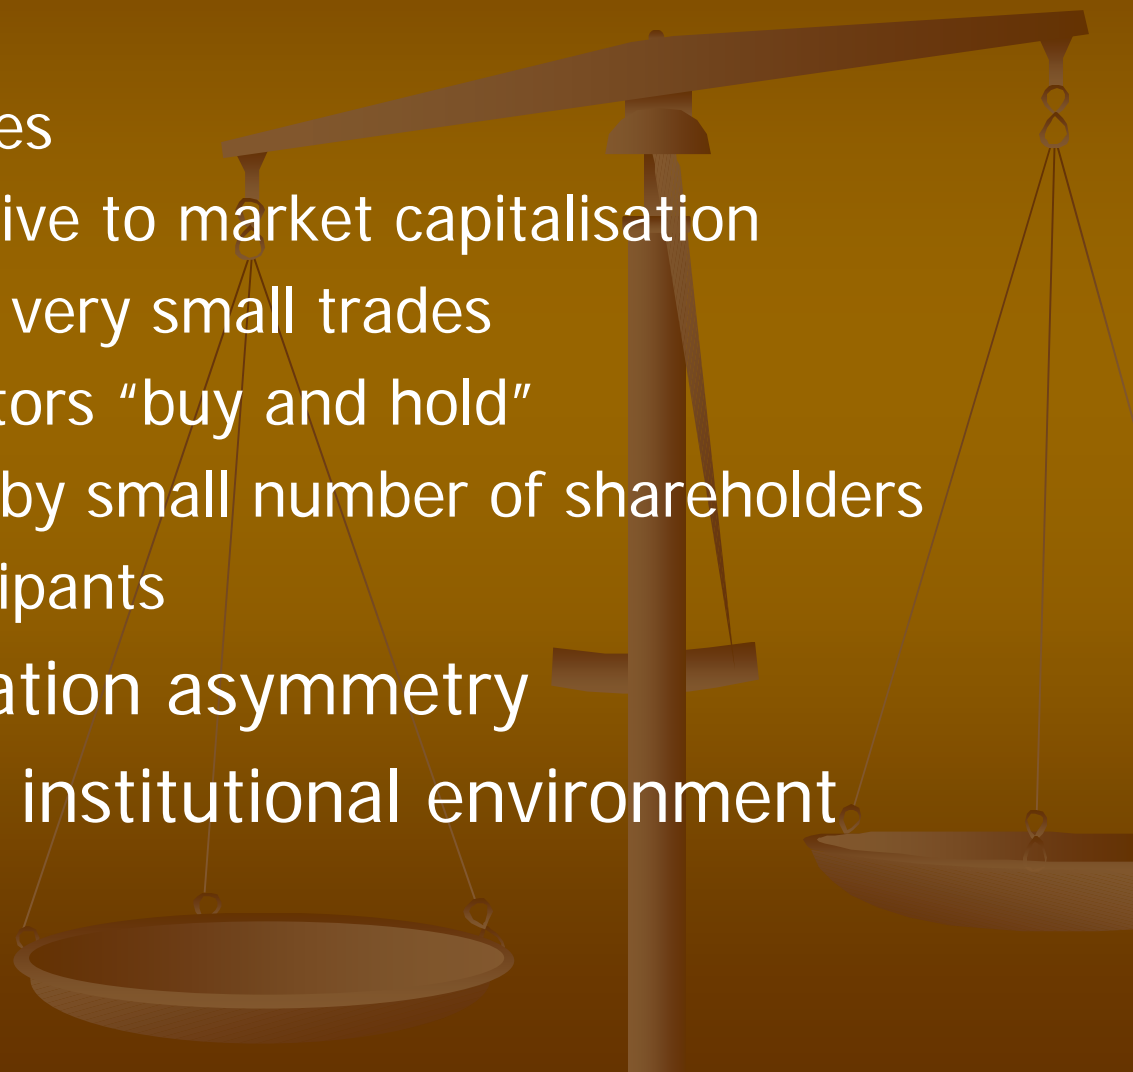 es
ive to market capitalisation
very small trades
tors “buy and hold”
by small number of shareholders
ipants
ation asymmetry
institutional environment